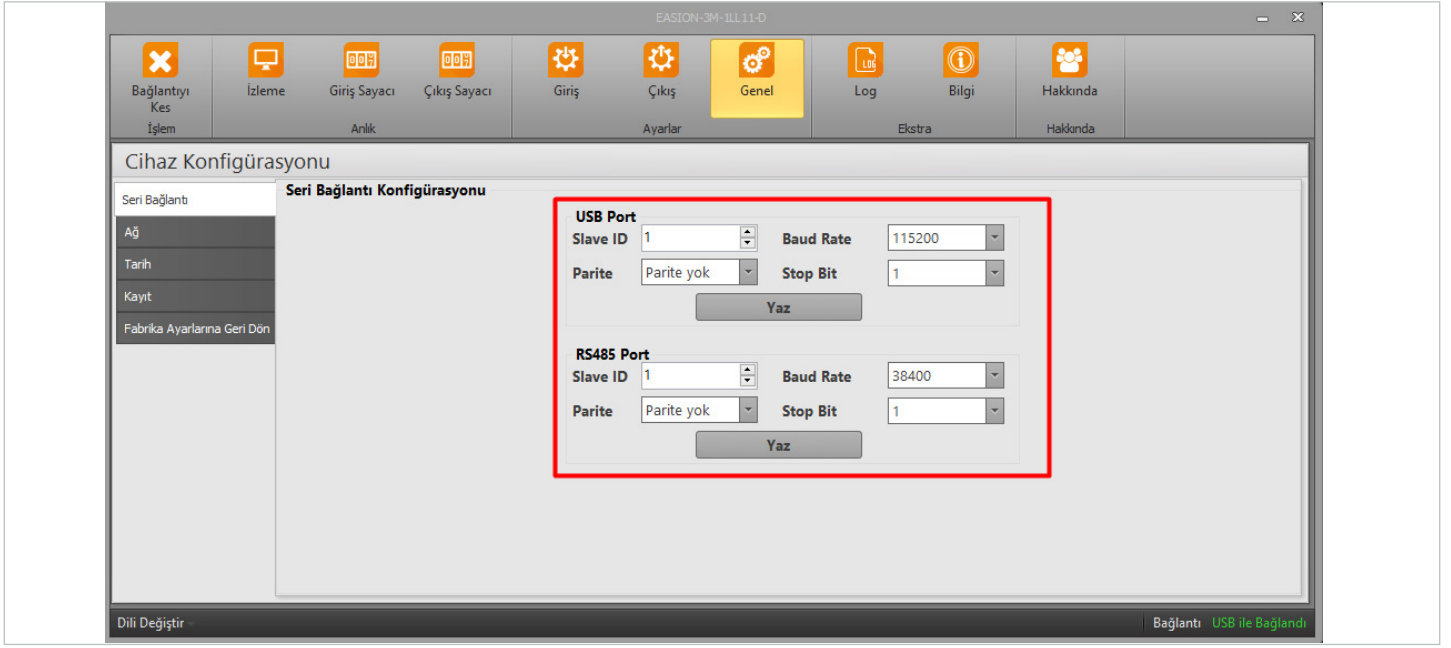 EASION-3M-1LL11-D
Bağlantıyı Kes
İzleme
Giriş Sayacı
Çıkış Sayacı
Giriş
Çıkış
Genel
LOG
Log
Bilgi
Hakkında
İşlem
Anlık
Ayarlar
Ekstra
Hakkında
Cihaz Konfigürasyonu
Seri Bağlantı
Ağ
Tarih
Kayıt
Fabrika Ayarlarına Geri Dön
Seri Bağlantı Konfigürasyonu
USB Port
Slave ID 1 Baud Rate 115200
Parite Parite yok Stop Bit 1
Yaz
RS485 Port
Slave ID 1 Baud Rate 38400
Parite Parite yok Stop Bit 1
Yaz
Dili Değiştir
Bağlantı USB ile Bağlandı